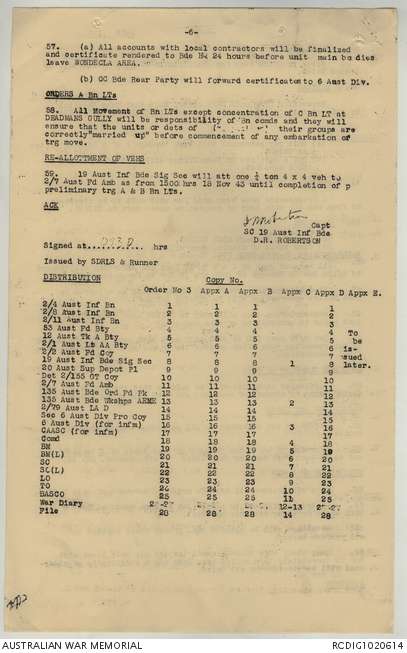 -6-
57. (a) All accounts with local contractors will be finalized
and certificate rendered to Bde HQ 24 hours before unit main bodies
leave WONDECLA AREA.
(b) OC Bde Rear Party will forward certificates to 6 Aust Div.
ORDERS A Bn LTs
58. All Movement of Bn LTs except concentration of C Bn LT at
DEADMANS GULLY will be responsibility of Bn comds and they will
ensure that the units or dets of their groups are
correctly "married up" before commencement of any embarkation or
trg move.
RE-ALLOTMENT OF VEHS
59. 19 Aust Inf Bde Sig Sec will att one ½ ton 4 x 4 veh to
2/7 Aust Fd Amb as from 1500 hrs 18 Nov 43 until completion of p
preliminary trg A & B Bn LTs.
ACK
D Robertson
Capt
SC 19 Aust Inf Bde
D.R. ROBERTSON
Signed at hrs
Issued by SDRLS & Runner
DISTRIBUTION Copy No.
Order No 3 Appx A Appx B Appx C Appx D Appx E.
2/4 Aust Inf Bn 1 1 1 1
2/8 Aust Inf Bn 2 2 2 2
2/11 Aust Inf Bn 3 3 3 3
53 Aust Fd Bty 4 4 4 4 To
12 Aust Tk A Bty 5 5 5 5 be
2/1 Aust Lt AA Bty 6 6 6 6 is-
2/2 Aust Fd Coy 7 7 7 7 sued
19 Aust Inf Bde Sig Sec 8 8 8 1 8 later.
20 Aust Sup Depot Pl 9 9 9 9
Det 2/155 GT Coy 10 10 10 10
2/7 Aust Fd Amb 11 11 11 11
135 Aust Bde Ord Fd Pk 12 12 12 12
135 Aust Bde Wkshps AEME 13 13 13 2 13
2/79 Aust LA D 14 14 14 14
Sec 6 Aust Div Pro Coy 15 15 15 15
6 Aust Div (for infm) 16 16 16 3 16
CAASC (for infm) 17 17 17 17
Comd 18 18 18 4 18
BM 19 19 19 5 19
BM(L) 20 20 20 6 20
SC 21 21 21 7 21
SC(L) 22 22 22 8 22
LO 23 23 23 9 23
TO 24 24 24 10 24
BASCO 25 25 25 11 25
War Diary 12-13
File 28 28 28 14 28
AUSTRALIAN WAR MEMORIAL RCDIG1020614